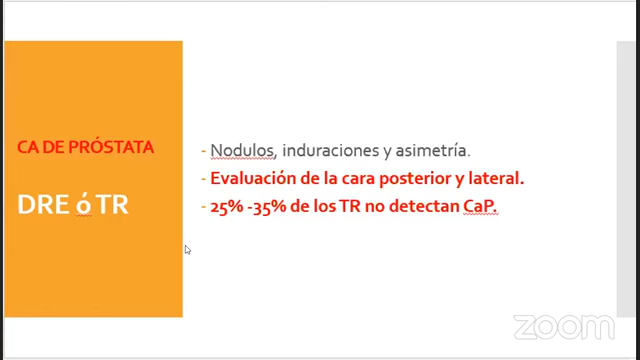 CA DE PRÓSTATA
DRE ó TR
- Nodulos, induraciones y asimetría.
- Evaluación de la cara posterior y lateral.
- 25% -35% de los TR no detectan CaP.
zoom